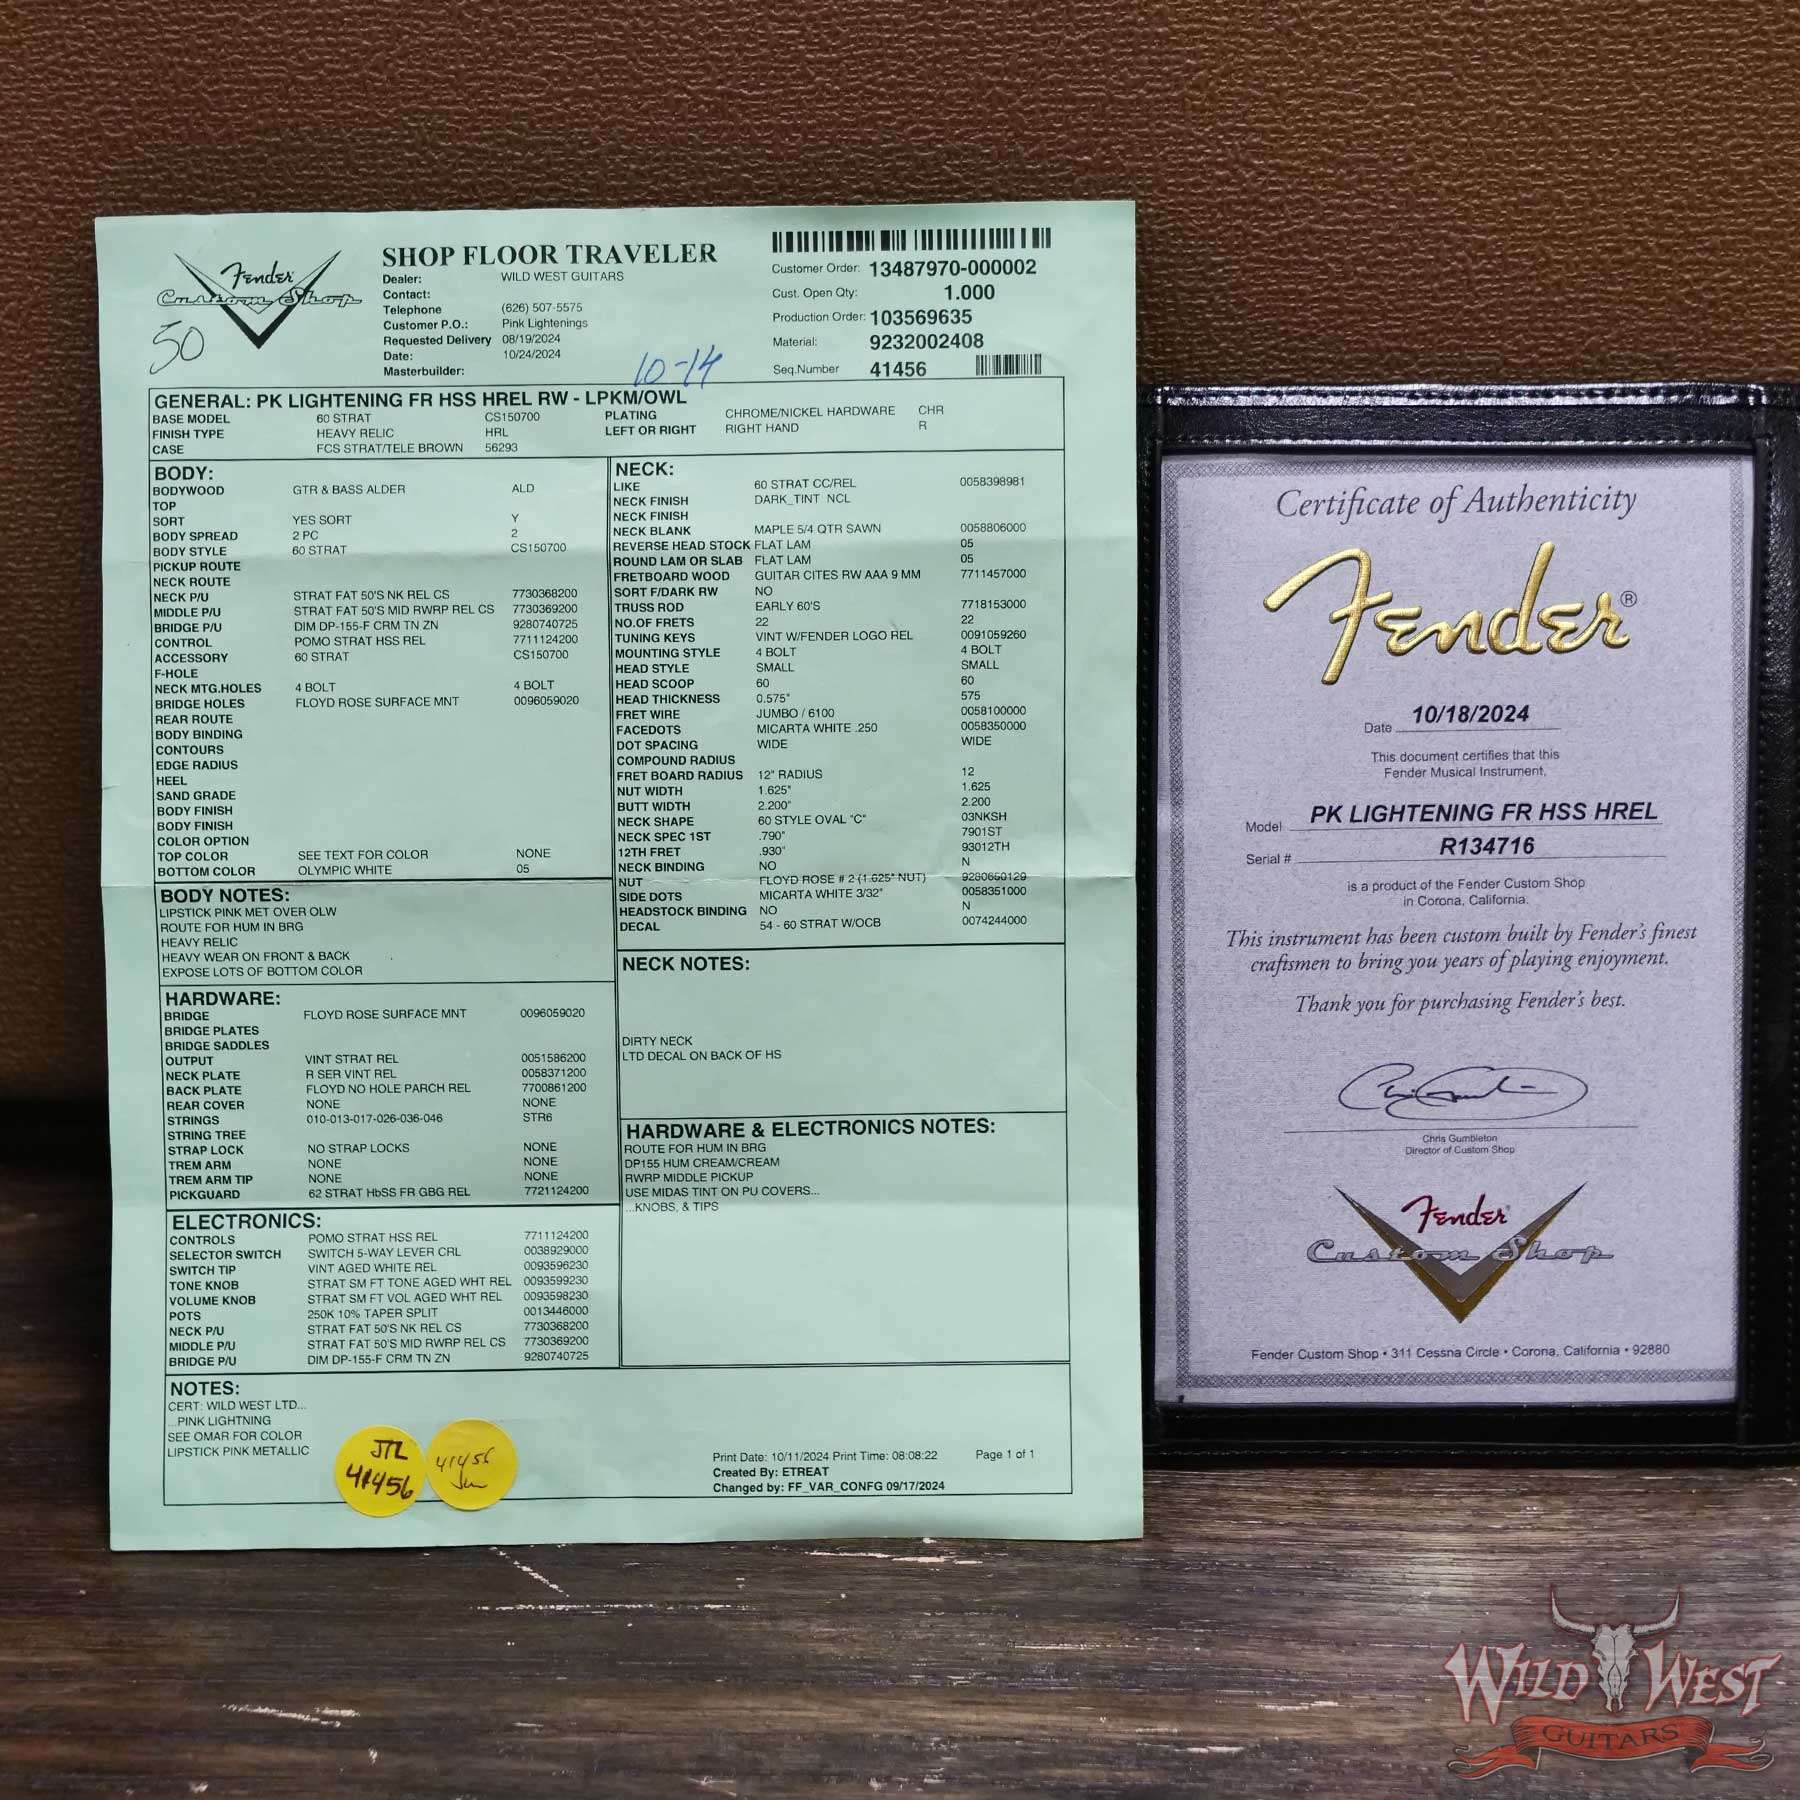 Fender
Custom Shop
50
SHOP FLOOR TRAVELER
Dealer: WILD WEST GUITARS
Contact:
Telephone (626) 507-5575
Customer P.O.: Pink Lightenings
Requested Delivery 08/19/2024
Date: 10/24/2024
Masterbuilder:
10-14
Customer Order: 13487970-000002
Cust. Open Qty: 1.000
Production Order: 103569635
Material: 9232002408
Seq.Number 41456
GENERAL: PK LIGHTENING FR HSS HREL RW - LPKM/OWL
BASE MODEL 60 STRAT CS150700 PLATING CHROME/NICKEL HARDWARE CHR
FINISH TYPE HEAVY RELIC HRL LEFT OR RIGHT RIGHT HAND R
CASE FCS STRAT/TELE BROWN 56293
BODY:
BODYWOOD GTR & BASS ALDER ALD
TOP
SORT YES SORT Y
BODY SPREAD 2 PC 2
BODY STYLE 60 STRAT CS150700
PICKUP ROUTE
NECK ROUTE
NECK P/U STRAT FAT 50'S NK REL CS 7730368200
MIDDLE P/U STRAT FAT 50'S MID RWRP REL CS 7730369200
BRIDGE P/U DIM DP-155-F CRM TN ZN 9280740725
CONTROL POMO STRAT HSS REL 7711124200
ACCESSORY 60 STRAT CS150700
F-HOLE
NECK MTG.HOLES 4 BOLT 4 BOLT
BRIDGE HOLES FLOYD ROSE SURFACE MNT 0096059020
REAR ROUTE
BODY BINDING
CONTOURS
EDGE RADIUS
HEEL
SAND GRADE
BODY FINISH
BODY FINISH
COLOR OPTION
TOP COLOR SEE TEXT FOR COLOR NONE
BOTTOM COLOR OLYMPIC WHITE 05
BODY NOTES:
LIPSTICK PINK MET OVER OLW
ROUTE FOR HUM IN BRG
HEAVY RELIC
HEAVY WEAR ON FRONT & BACK
EXPOSE LOTS OF BOTTOM COLOR
HARDWARE:
BRIDGE FLOYD ROSE SURFACE MNT 0096059020
BRIDGE PLATES
BRIDGE SADDLES
OUTPUT VINT STRAT REL 0051586200
NECK PLATE R SER VINT REL 0058371200
BACK PLATE FLOYD NO HOLE PARCH REL 7700861200
REAR COVER NONE NONE
STRINGS 010-013-017-026-036-046 STR6
STRING TREE
STRAP LOCK NO STRAP LOCKS NONE
TREM ARM NONE NONE
TREM ARM TIP NONE NONE
PICKGUARD 62 STRAT HbSS FR GBG REL 7721124200
ELECTRONICS:
CONTROLS POMO STRAT HSS REL 7711124200
SELECTOR SWITCH SWITCH 5-WAY LEVER CRL 0038929000
SWITCH TIP VINT AGED WHITE REL 0093596230
TONE KNOB STRAT SM FT TONE AGED WHT REL 0093599230
VOLUME KNOB STRAT SM FT VOL AGED WHT REL 0093598230
POTS 250K 10% TAPER SPLIT 0013446000
NECK P/U STRAT FAT 50'S NK REL CS 7730368200
MIDDLE P/U STRAT FAT 50'S MID RWRP REL CS 7730369200
BRIDGE P/U DIM DP-155-F CRM TN ZN 9280740725
NECK:
LIKE 60 STRAT CC/REL 0058398981
NECK FINISH DARK_TINT NCL
NECK FINISH
NECK BLANK MAPLE 5/4 QTR SAWN 0058806000
REVERSE HEAD STOCK FLAT LAM 05
ROUND LAM OR SLAB FLAT LAM 05
FRETBOARD WOOD GUITAR CITES RW AAA 9 MM 7711457000
SORT F/DARK RW NO
TRUSS ROD EARLY 60'S 7718153000
NO.OF FRETS 22 22
TUNING KEYS VINT W/FENDER LOGO REL 0091059260
MOUNTING STYLE 4 BOLT 4 BOLT
HEAD STYLE SMALL SMALL
HEAD SCOOP 60 60
HEAD THICKNESS 0.575" 575
FRET WIRE JUMBO / 6100 0058100000
FACEDOTS MICARTA WHITE .250 0058350000
DOT SPACING WIDE WIDE
COMPOUND RADIUS
FRET BOARD RADIUS 12" RADIUS 12
NUT WIDTH 1.625" 1.625
BUTT WIDTH 2.200" 2.200
NECK SHAPE 60 STYLE OVAL "C" 03NKSH
NECK SPEC 1ST .790" 7901ST
12TH FRET .930" 93012TH
NECK BINDING NO N
NUT FLOYD ROSE # 2 (1.625" NUT) 9280650129
SIDE DOTS MICARTA WHITE 3/32" 0058351000
HEADSTOCK BINDING NO N
DECAL 54 - 60 STRAT W/OCB 0074244000
NECK NOTES:
DIRTY NECK
LTD DECAL ON BACK OF HS
HARDWARE & ELECTRONICS NOTES:
ROUTE FOR HUM IN BRG
DP155 HUM CREAM/CREAM
RWRP MIDDLE PICKUP
USE MIDAS TINT ON PU COVERS...
...KNOBS, & TIPS
NOTES:
CERT: WILD WEST LTD...
...PINK LIGHTNING
SEE OMAR FOR COLOR
LIPSTICK PINK METALLIC
JTL
41456
41456
Print Date: 10/11/2024 Print Time: 08:08:22 Page 1 of 1
Created By: ETREAT
Changed by: FF_VAR_CONFG 09/17/2024
Certificate of Authenticity
Fender®
Date 10/18/2024
This document certifies that this
Fender Musical Instrument,
Model PK LIGHTENING FR HSS HREL
Serial # R134716
is a product of the Fender Custom Shop
in Corona, California.
This instrument has been custom built by Fender's finest
craftsmen to bring you years of playing enjoyment.
Thank you for purchasing Fender's best.
Chris Gumbleton
Director of Custom Shop
Fender
Custom Shop
Fender Custom Shop • 311 Cessna Circle • Corona, California • 92880
WILD WEST
GUITARS